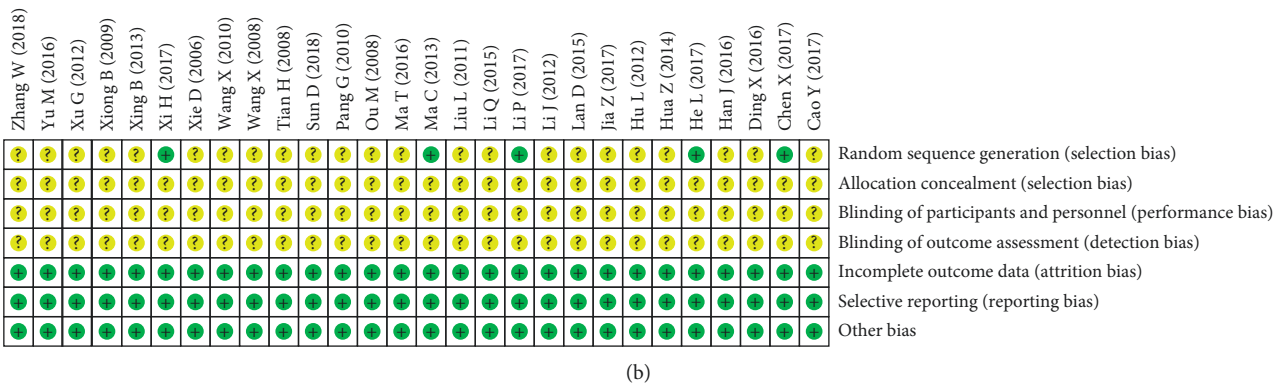 Zhang W (2018)
Yu M (2016)
Xu G (2012)
Xiong B (2009)
Xing B (2013)
Xi H (2017)
Xie D (2006)
Wang X (2010)
Wang X (2008)
Tian H (2008)
Sun D (2018)
Pang G (2010)
Ou M (2008)
Ma T (2016)
Ma C (2013)
Liu L (2011)
Li Q (2015)
Li P (2017)
Li J (2012)
Lan D (2015)
Jia Z (2017)
Hu L (2012)
Hua Z (2014)
He L (2017)
Han J (2016)
Ding X (2016)
Chen X (2017)
Cao Y (2017)
? ? ? ? ? + ? ? ? ? ? ? ? ? + ? ? + ? ? ? ? ? + ? ? + ? Random sequence generation (selection bias)
? ? ? ? ? ? ? ? ? ? ? ? ? ? ? ? ? ? ? ? ? ? ? ? ? ? ? ? Allocation concealment (selection bias)
? ? ? ? ? ? ? ? ? ? ? ? ? ? ? ? ? ? ? ? ? ? ? ? ? ? ? ? Blinding of participants and personnel (performance bias)
? ? ? ? ? ? ? ? ? ? ? ? ? ? ? ? ? ? ? ? ? ? ? ? ? ? ? ? Blinding of outcome assessment (detection bias)
+ + + + + + + + + + + + + + + + + + + + + + + + + + + + Incomplete outcome data (attrition bias)
+ + + + + + + + + + + + + + + + + + + + + + + + + + + + Selective reporting (reporting bias)
+ + + + + + + + + + + + + + + + + + + + + + + + + + + + Other bias
(b)